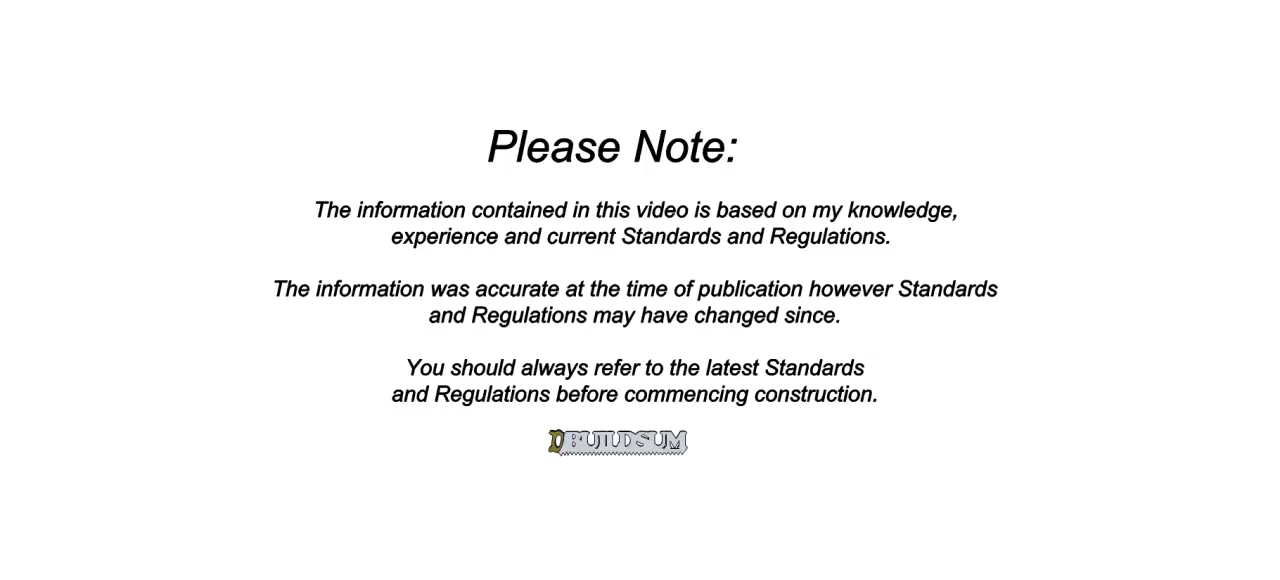 Please Note:
The information contained in this video is based on my knowledge,
experience and current Standards and Regulations.
The information was accurate at the time of publication however Standards
and Regulations may have changed since.
You should always refer to the latest Standards
and Regulations before commencing construction.
BUILDSUM